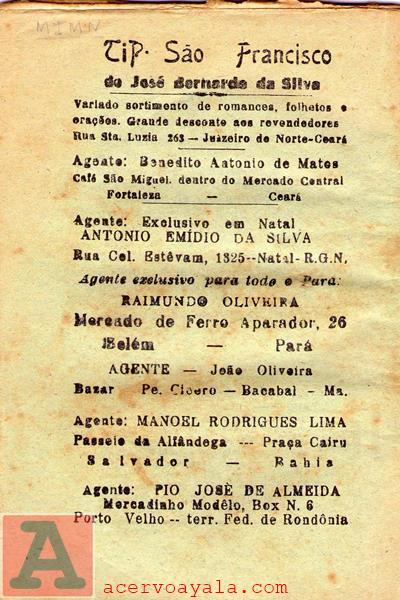 MIMN
TiP. São Francisco
de José Bernardo da Silva
Variado sortimento de romances, folhetos e
orações. Grande desconto aos revendedores
Rua Sta. Luzia 263 — Juazeiro do Norte-Ceará
Agente: Benedito Antonio de Matos
Café São Miguel, dentro do Mercado Central
Fortaleza — Ceará
Agente: Exclusivo em Natal
ANTONIO EMÍDIO DA SILVA
Rua Cel. Estêvam, 1325--Natal-R.G.N,
Agente exclusivo para todo o Pará:
RAIMUNDO OLIVEIRA
Mercado de Ferro Aparador, 26
Belém — Pará
AGENTE — João Oliveira
Bazar Pe. Cicero — Bacabal — Ma.
Agente: MANOEL RODRIGUES LIMA
Passeio da Alfândega --- Praça Cairu
Salvador — Bahia
Agente: PIO JOSÈ DE ALMEIDA
Mercadinho Modêlo, Box N. 6
Porto Velho -- terr. Fed. de Rondônia
A
acervoayala.com